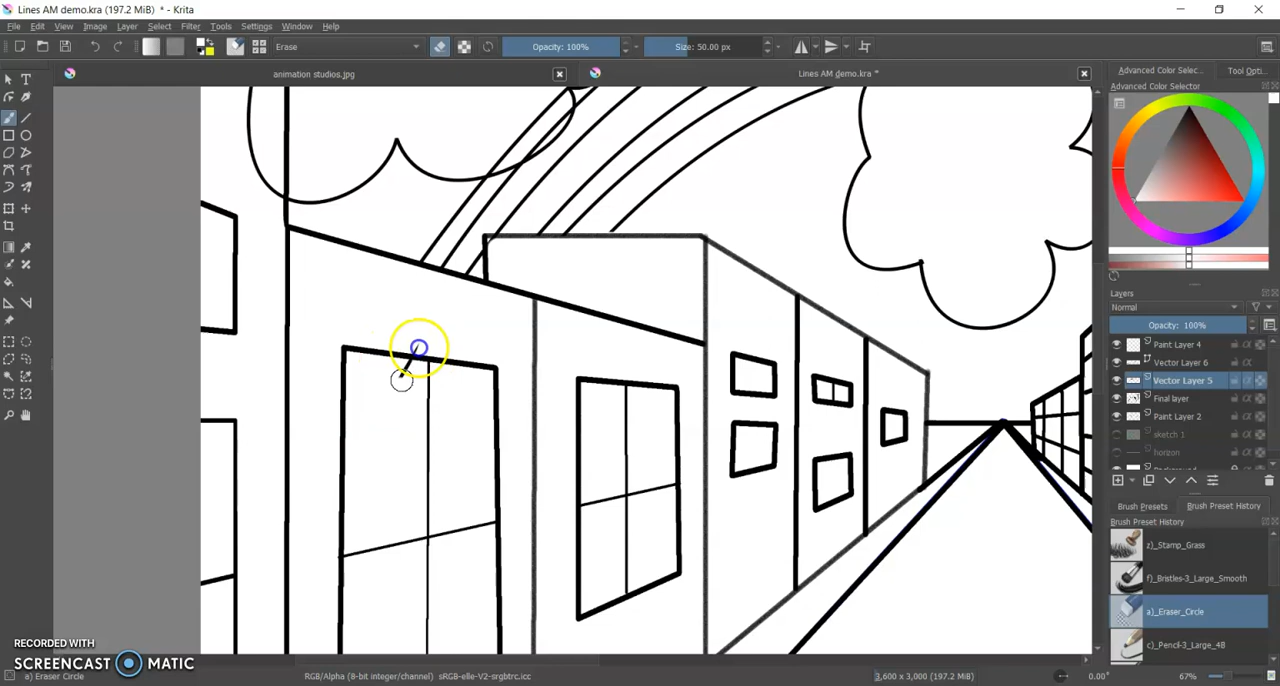 Lines AM demo.kra (197.2 MiB) * - Krita
File Edit View Image Layer Select Filter Tools Settings Window Help
Erase Opacity: 100% Size: 50.00 px
animation studios.jpg Lines AM demo.kra *
Advanced Color Selec... Tool Opti...
Advanced Color Selector
Layers
Normal
Opacity: 100%
Paint Layer 4
Vector Layer 6
Vector Layer 5
Final layer
Paint Layer 2
sketch 1
horizon
Background
Brush Presets Brush Preset History
Brush Preset History
z)_Stamp_Grass
f)_Bristles-3_Large_Smooth
a)_Eraser_Circle
c)_Pencil-3_Large_4B
RECORDED WITH
SCREENCAST MATIC
a) Eraser Circle RGB/Alpha (8-bit integer/channel) sRGB-elle-V2-srgbtrc.icc 3,600 x 3,000 (197.2 MiB) 0.00° 67%